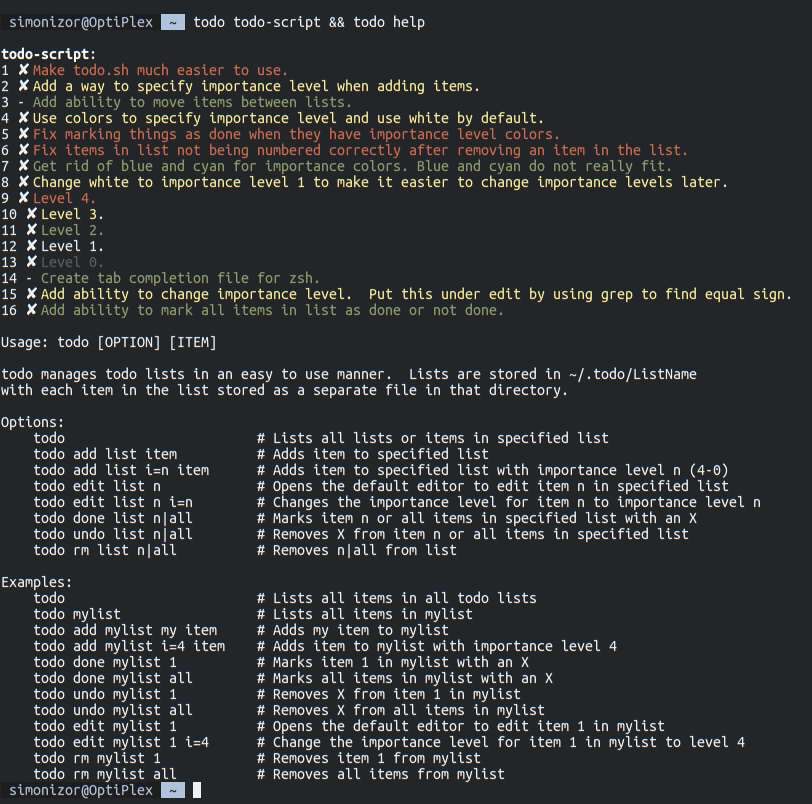 simonizor@OptiPlex ~ todo todo-script && todo help
todo-script:
1 ✘ Make todo.sh much easier to use.
2 ✘ Add a way to specify importance level when adding items.
3 - Add ability to move items between lists.
4 ✘ Use colors to specify importance level and use white by default.
5 ✘ Fix marking things as done when they have importance level colors.
6 ✘ Fix items in list not being numbered correctly after removing an item in the list.
7 ✘ Get rid of blue and cyan for importance colors. Blue and cyan do not really fit.
8 ✘ Change white to importance level 1 to make it easier to change importance levels later.
9 ✘ Level 4.
10 ✘ Level 3.
11 ✘ Level 2.
12 ✘ Level 1.
13 ✘ Level 0.
14 - Create tab completion file for zsh.
15 ✘ Add ability to change importance level.  Put this under edit by using grep to find equal sign.
16 ✘ Add ability to mark all items in list as done or not done.
Usage: todo [OPTION] [ITEM]
todo manages todo lists in an easy to use manner.  Lists are stored in ~/.todo/ListName
with each item in the list stored as a separate file in that directory.
Options:
todo # Lists all lists or items in specified list
todo add list item # Adds item to specified list
todo add list i=n item # Adds item to specified list with importance level n (4-0)
todo edit list n # Opens the default editor to edit item n in specified list
todo edit list n i=n # Changes the importance level for item n to importance level n
todo done list n|all # Marks item n or all items in specified list with an X
todo undo list n|all # Removes X from item n or all items in specified list
todo rm list n|all # Removes n|all from list
Examples:
todo # Lists all items in all todo lists
todo mylist # Lists all items in mylist
todo add mylist my item # Adds my item to mylist
todo add mylist i=4 item # Adds item to mylist with importance level 4
todo done mylist 1 # Marks item 1 in mylist with an X
todo done mylist all # Marks all items in mylist with an X
todo undo mylist 1 # Removes X from item 1 in mylist
todo undo mylist all # Removes X from all items in mylist
todo edit mylist 1 # Opens the default editor to edit item 1 in mylist
todo edit mylist 1 i=4 # Change the importance level for item 1 in mylist to level 4
todo rm mylist 1 # Removes item 1 from mylist
todo rm mylist all # Removes all items from mylist
simonizor@OptiPlex ~